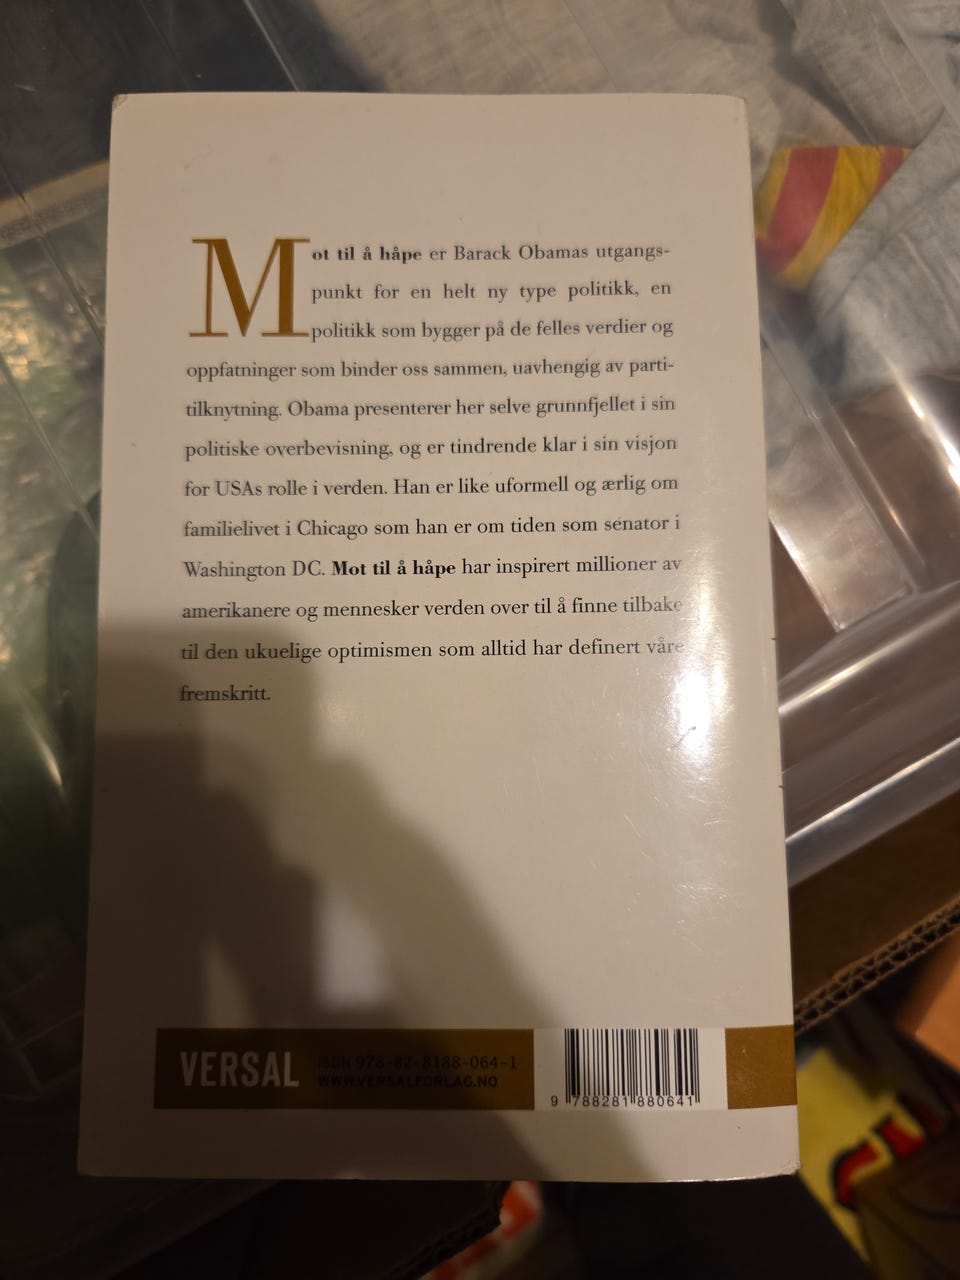 Mot til å håpe er Barack Obamas utgangs-
punkt for en helt ny type politikk, en
politikk som bygger på de felles verdier og
oppfatninger som binder oss sammen, uavhengig av parti-
tilknytning. Obama presenterer her selve grunnfjellet i sin
politiske overbevisning, og er tindrende klar i sin visjon
for USAs rolle i verden. Han er like uformell og ærlig om
familielivet i Chicago som han er om tiden som senator i
Washington DC. Mot til å håpe har inspirert millioner av
amerikanere og mennesker verden over til å finne tilbake
til den ukuelige optimismen som alltid har definert våre
fremskritt.
VERSAL
ISBN 978-82-8188-064-1
WWW.VERSALFORLAG.NO
9 788281 880641